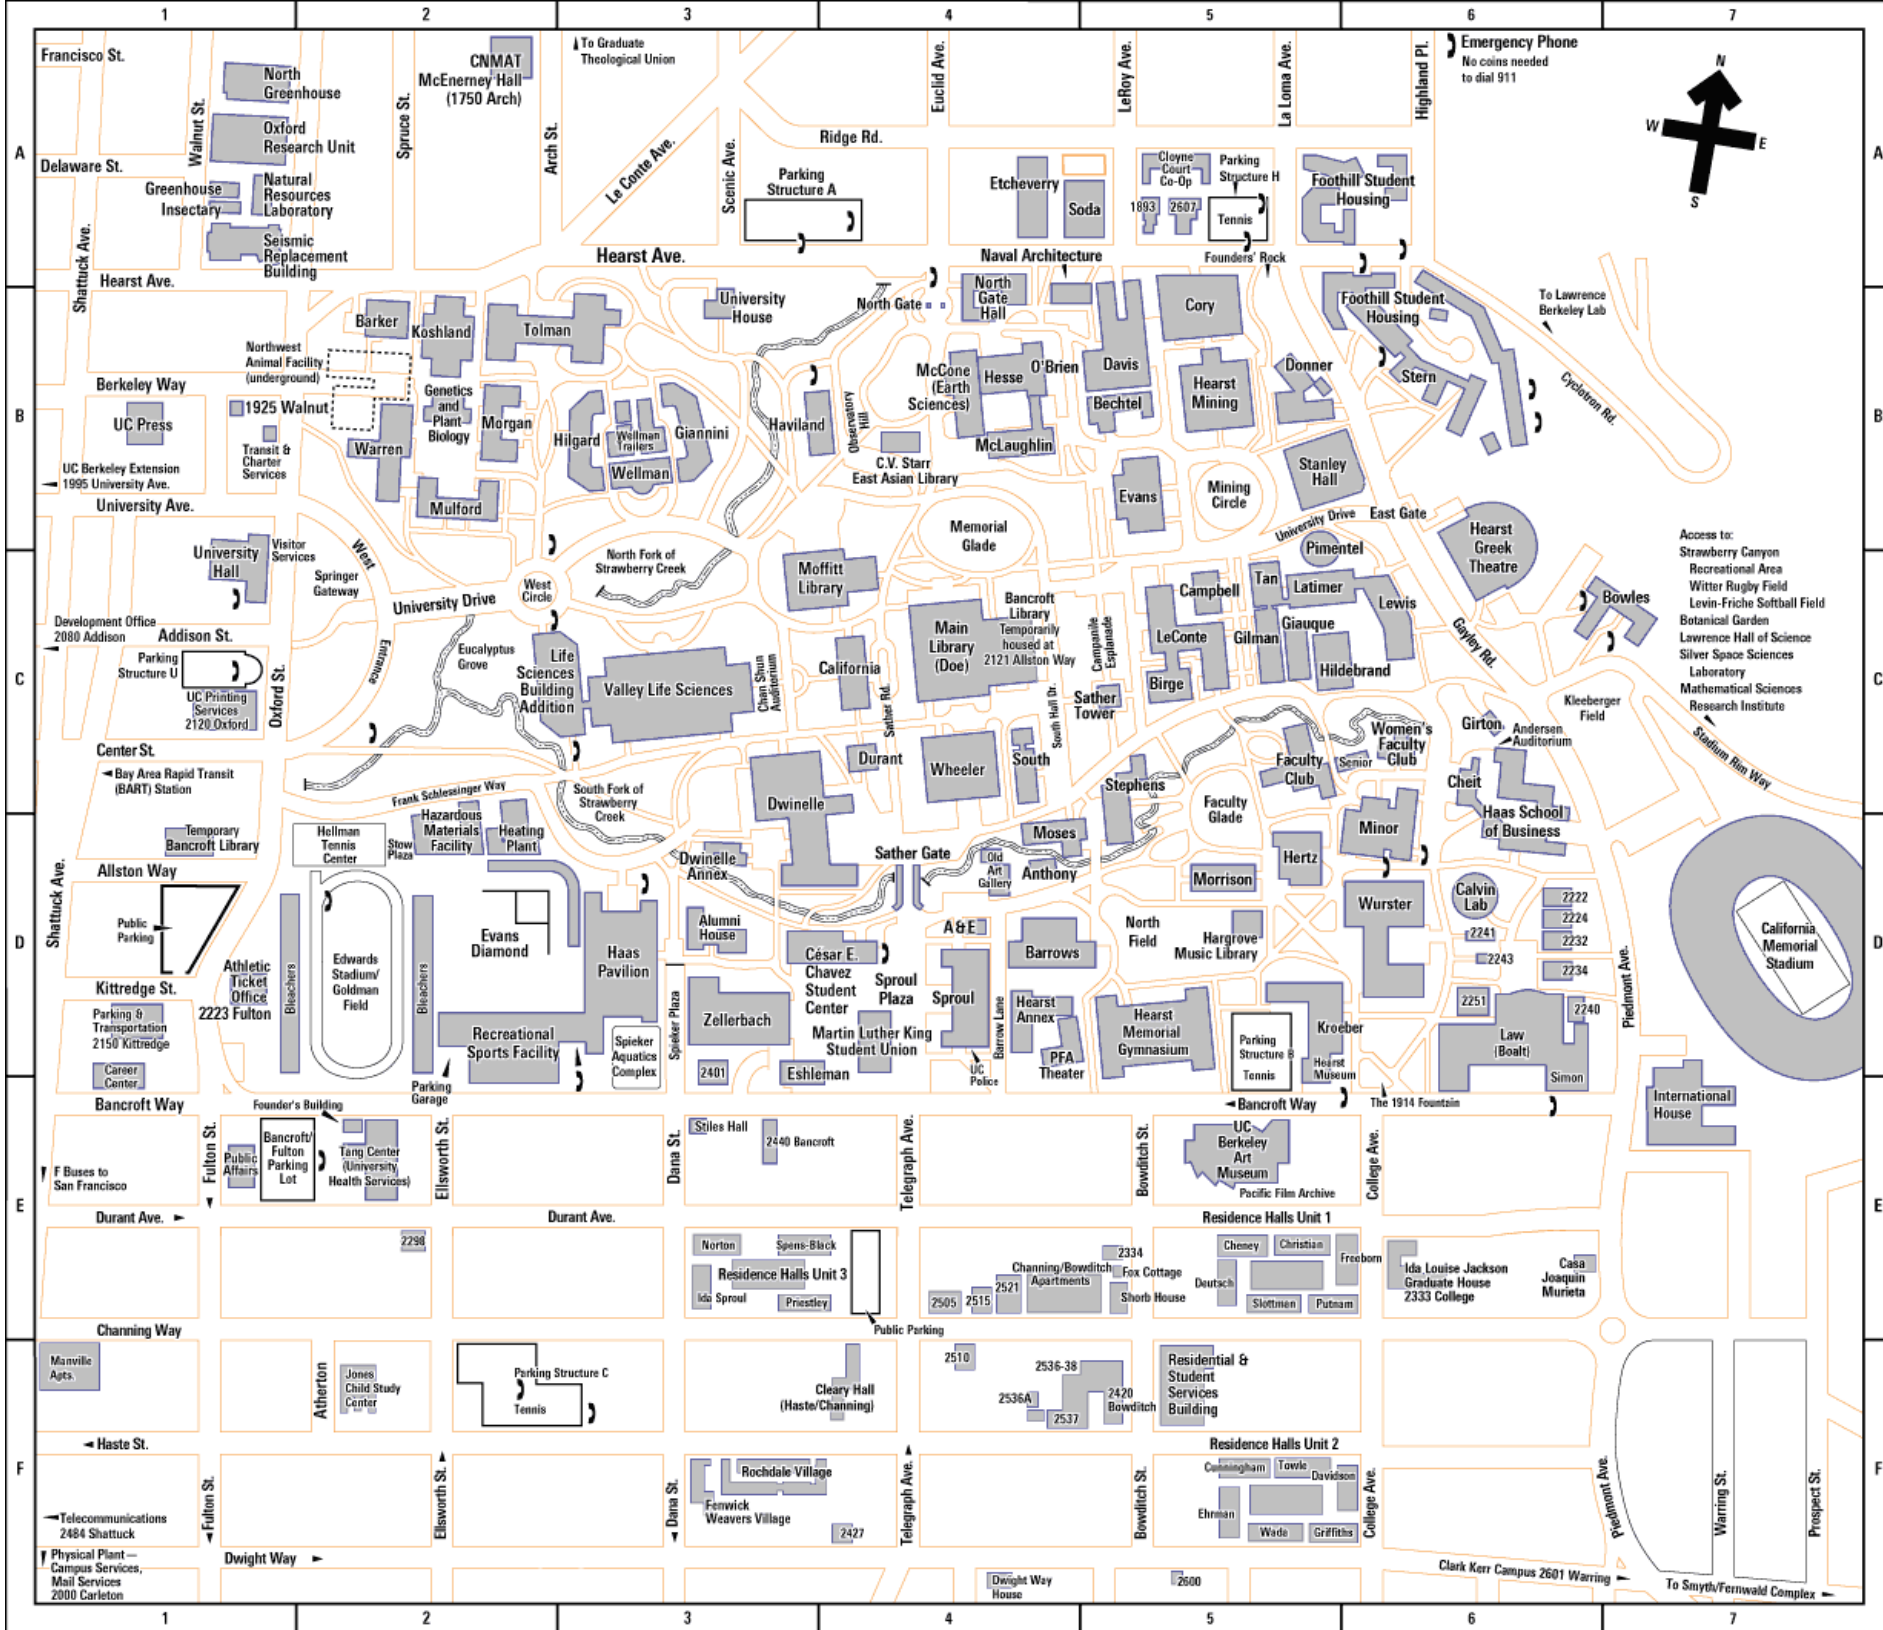 1 2 3 4 5 6 7
A
B
C
D
E
F
A
B
C
D
E
F
Francisco St.
North
Greenhouse
Walnut St.
Oxford
Research Unit
Delaware St.
Greenhouse
Insectary
Natural
Resources
Laboratory
Seismic
Replacement
Building
Shattuck Ave.
Hearst Ave.
Spruce St.
CNMAT
McEnerney Hall
(1750 Arch)
Arch St.
To Graduate
Theological Union
Le Conte Ave.
Scenic Ave.
Parking
Structure A
Hearst Ave.
Ridge Rd.
Euclid Ave.
LeRoy Ave.
La Loma Ave.
Highland Pl.
Emergency Phone
No coins needed
to dial 911
N
W
E
S
Etcheverry
Soda
Cloyne
Court
Co-Op
1893
2607
Parking
Structure H
Tennis
Foothill Student
Housing
Naval Architecture
Founders' Rock
Barker
Koshland
Tolman
University
House
North Gate
North
Gate
Hall
Cory
Foothill Student
Housing
To Lawrence
Berkeley Lab
Northwest
Animal Facility
(underground)
Berkeley Way
UC Press
1925 Walnut
Transit &
Charter
Services
Genetics
and
Plant
Biology
Morgan
Warren
Mulford
Hilgard
Wellman
Trailers
Wellman
Giannini
Haviland
Observatory
Hill
C.V. Starr
East Asian Library
McCone
(Earth
Sciences)
Hesse
O'Brien
McLaughlin
Davis
Bechtel
Hearst
Mining
Donner
Stern
Cyclotron Rd.
UC Berkeley Extension
1995 University Ave.
University Ave.
Evans
Mining
Circle
Stanley
Hall
Memorial
Glade
University Drive
East Gate
Hearst
Greek
Theatre
University
Hall
Visitor
Services
Springer
Gateway
West
Entrance
University Drive
West
Circle
North Fork of
Strawberry Creek
Moffitt
Library
Pimentel
Campbell
Tan
Latimer
Lewis
Bowles
Gayley Rd.
Access to:
Strawberry Canyon
Recreational Area
Witter Rugby Field
Levin-Friche Softball Field
Botanical Garden
Lawrence Hall of Science
Silver Space Sciences
Laboratory
Mathematical Sciences
Research Institute
Development Office
2080 Addison
Addison St.
Parking
Structure U
UC Printing
Services
2120 Oxford
Oxford St.
Center St.
Eucalyptus
Grove
Life
Sciences
Building
Addition
Valley Life Sciences
Chan Shun
Auditorium
California
Sather Rd.
Main
Library
(Doe)
Bancroft
Library
Temporarily
housed at
2121 Allston Way
Campanile
Esplanade
LeConte
Birge
Gilman
Giauque
Hildebrand
Sather
Tower
South Hall Dr.
Kleeberger
Field
Stadium Rim Way
Bay Area Rapid Transit
(BART) Station
Frank Schlessinger Way
South Fork of
Strawberry
Creek
Durant
Wheeler
South
Dwinelle
Stephens
Faculty
Glade
Faculty
Club
Senior
Women's
Faculty
Club
Girton
Andersen
Auditorium
Cheit
Haas School
of Business
Temporary
Bancroft Library
Hellman
Tennis
Center
Stow
Plaza
Hazardous
Materials
Facility
Heating
Plant
Dwinelle
Annex
Sather Gate
Moses
Old
Art
Gallery
Anthony
Morrison
Hertz
Minor
Allston Way
Shattuck Ave.
Public
Parking
Athletic
Ticket
Office
2223 Fulton
Bleachers
Edwards
Stadium/
Goldman
Field
Bleachers
Evans
Diamond
Haas
Pavilion
Alumni
House
César E.
Chavez
Student
Center
Sproul
Plaza
A & E
Sproul
Barrows
North
Field
Hargrove
Music Library
Wurster
Calvin
Lab
2222
2224
2232
2234
2241
2243
2251
2240
Piedmont Ave.
California
Memorial
Stadium
Kittredge St.
Parking &
Transportation
2150 Kittredge
Career
Center
Recreational
Sports Facility
Parking
Garage
Spieker
Aquatics
Complex
Spieker Plaza
Zellerbach
2401
Martin Luther King
Student Union
Eshleman
UC
Police
Barrow Lane
Hearst
Annex
PFA
Theater
Hearst
Memorial
Gymnasium
Parking
Structure B
Tennis
Kroeber
Hearst
Museum
Law
(Boalt)
Simon
Bancroft Way
Bancroft Way
The 1914 Fountain
International
House
Founder's Building
Fulton St.
Public
Affairs
Bancroft/
Fulton
Parking
Lot
Tang Center
(University
Health Services)
Ellsworth St.
Dana St.
Stiles Hall
2440 Bancroft
Telegraph Ave.
Bowditch St.
UC
Berkeley
Art
Museum
Pacific Film Archive
College Ave.
F Buses to
San Francisco
Durant Ave.
Durant Ave.
2298
Norton
Spens-Black
Residence Halls Unit 3
Ida Sproul
Priestley
Public Parking
2505
2515
2521
Channing/Bowditch
Apartments
2334
Fox Cottage
Shorb House
Residence Halls Unit 1
Cheney
Christian
Freeborn
Deutsch
Slottman
Putnam
Ida Louise Jackson
Graduate House
2333 College
Casa
Joaquin
Murieta
Channing Way
Manville
Apts.
Atherton
Jones
Child Study
Center
Parking Structure C
Tennis
Cleary Hall
(Haste/Channing)
2510
2536-38
2536A
2537
2420
Bowditch
Residential &
Student
Services
Building
Haste St.
Residence Halls Unit 2
Cunningham
Towle
Davidson
Ehrman
Wade
Griffiths
Rochdale Village
Fenwick
Weavers Village
2427
Fulton St.
Ellsworth St.
Dana St.
Telegraph Ave.
Bowditch St.
College Ave.
Piedmont Ave.
Warring St.
Prospect St.
Telecommunications
2484 Shattuck
Physical Plant—
Campus Services,
Mail Services
2000 Carleton
Dwight Way
Dwight Way
House
2600
Clark Kerr Campus 2601 Warring
To Smyth/Fernwald Complex
1 2 3 4 5 6 7